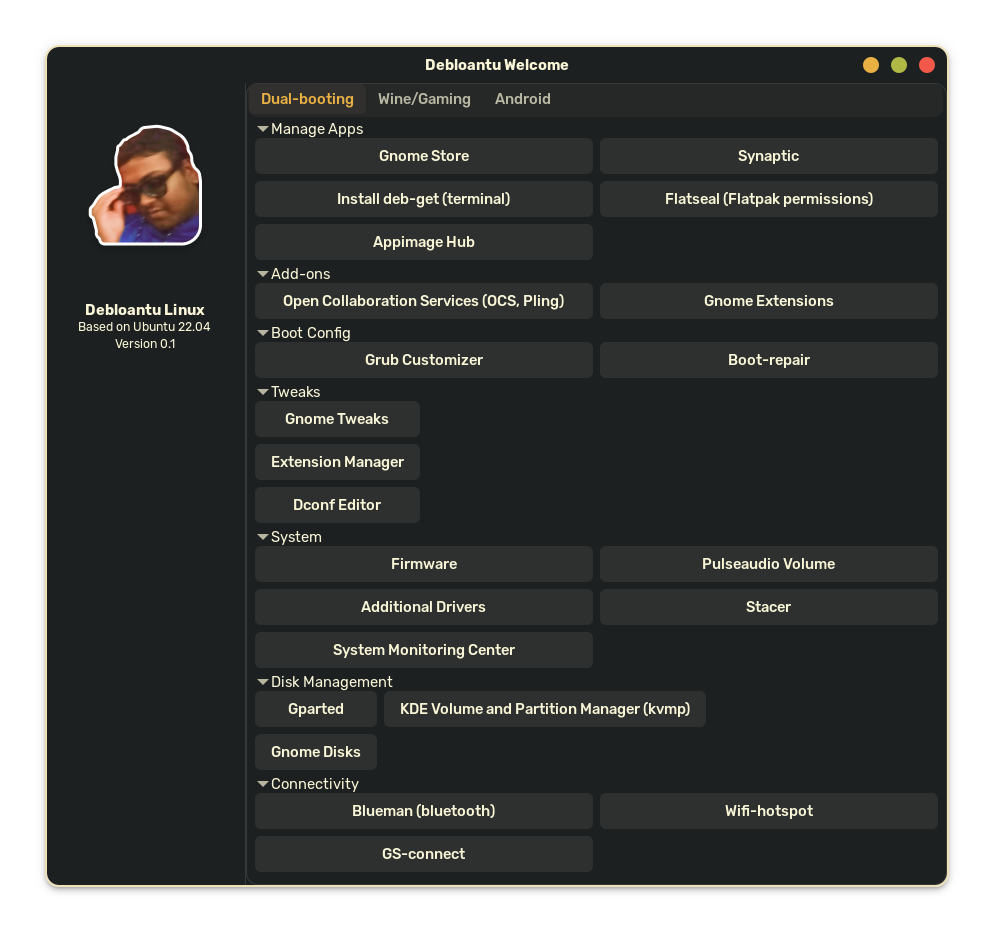 Debloantu Welcome
Dual-booting Wine/Gaming Android
Debloantu Linux
Based on Ubuntu 22.04
Version 0.1
Manage Apps
Gnome Store Synaptic
Install deb-get (terminal) Flatseal (Flatpak permissions)
Appimage Hub
Add-ons
Open Collaboration Services (OCS, Pling) Gnome Extensions
Boot Config
Grub Customizer Boot-repair
Tweaks
Gnome Tweaks
Extension Manager
Dconf Editor
System
Firmware Pulseaudio Volume
Additional Drivers Stacer
System Monitoring Center
Disk Management
Gparted KDE Volume and Partition Manager (kvmp)
Gnome Disks
Connectivity
Blueman (bluetooth) Wifi-hotspot
GS-connect